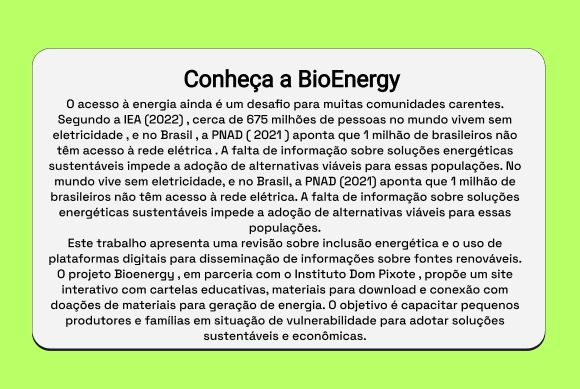 Conheça a BioEnergy
O acesso à energia ainda é um desafio para muitas comunidades carentes.
Segundo a IEA (2022) , cerca de 675 milhões de pessoas no mundo vivem sem
eletricidade , e no Brasil , a PNAD ( 2021 ) aponta que 1 milhão de brasileiros não
têm acesso à rede elétrica . A falta de informação sobre soluções energéticas
sustentáveis impede a adoção de alternativas viáveis para essas populações. No
mundo vive sem eletricidade, e no Brasil, a PNAD (2021) aponta que 1 milhão de
brasileiros não têm acesso à rede elétrica. A falta de informação sobre soluções
energéticas sustentáveis impede a adoção de alternativas viáveis para essas
populações.
Este trabalho apresenta uma revisão sobre inclusão energética e o uso de
plataformas digitais para disseminação de informações sobre fontes renováveis.
O projeto Bioenergy , em parceria com o Instituto Dom Pixote , propõe um site
interativo com cartelas educativas, materiais para download e conexão com
doações de materiais para geração de energia. O objetivo é capacitar pequenos
produtores e famílias em situação de vulnerabilidade para adotar soluções
sustentáveis e econômicas.